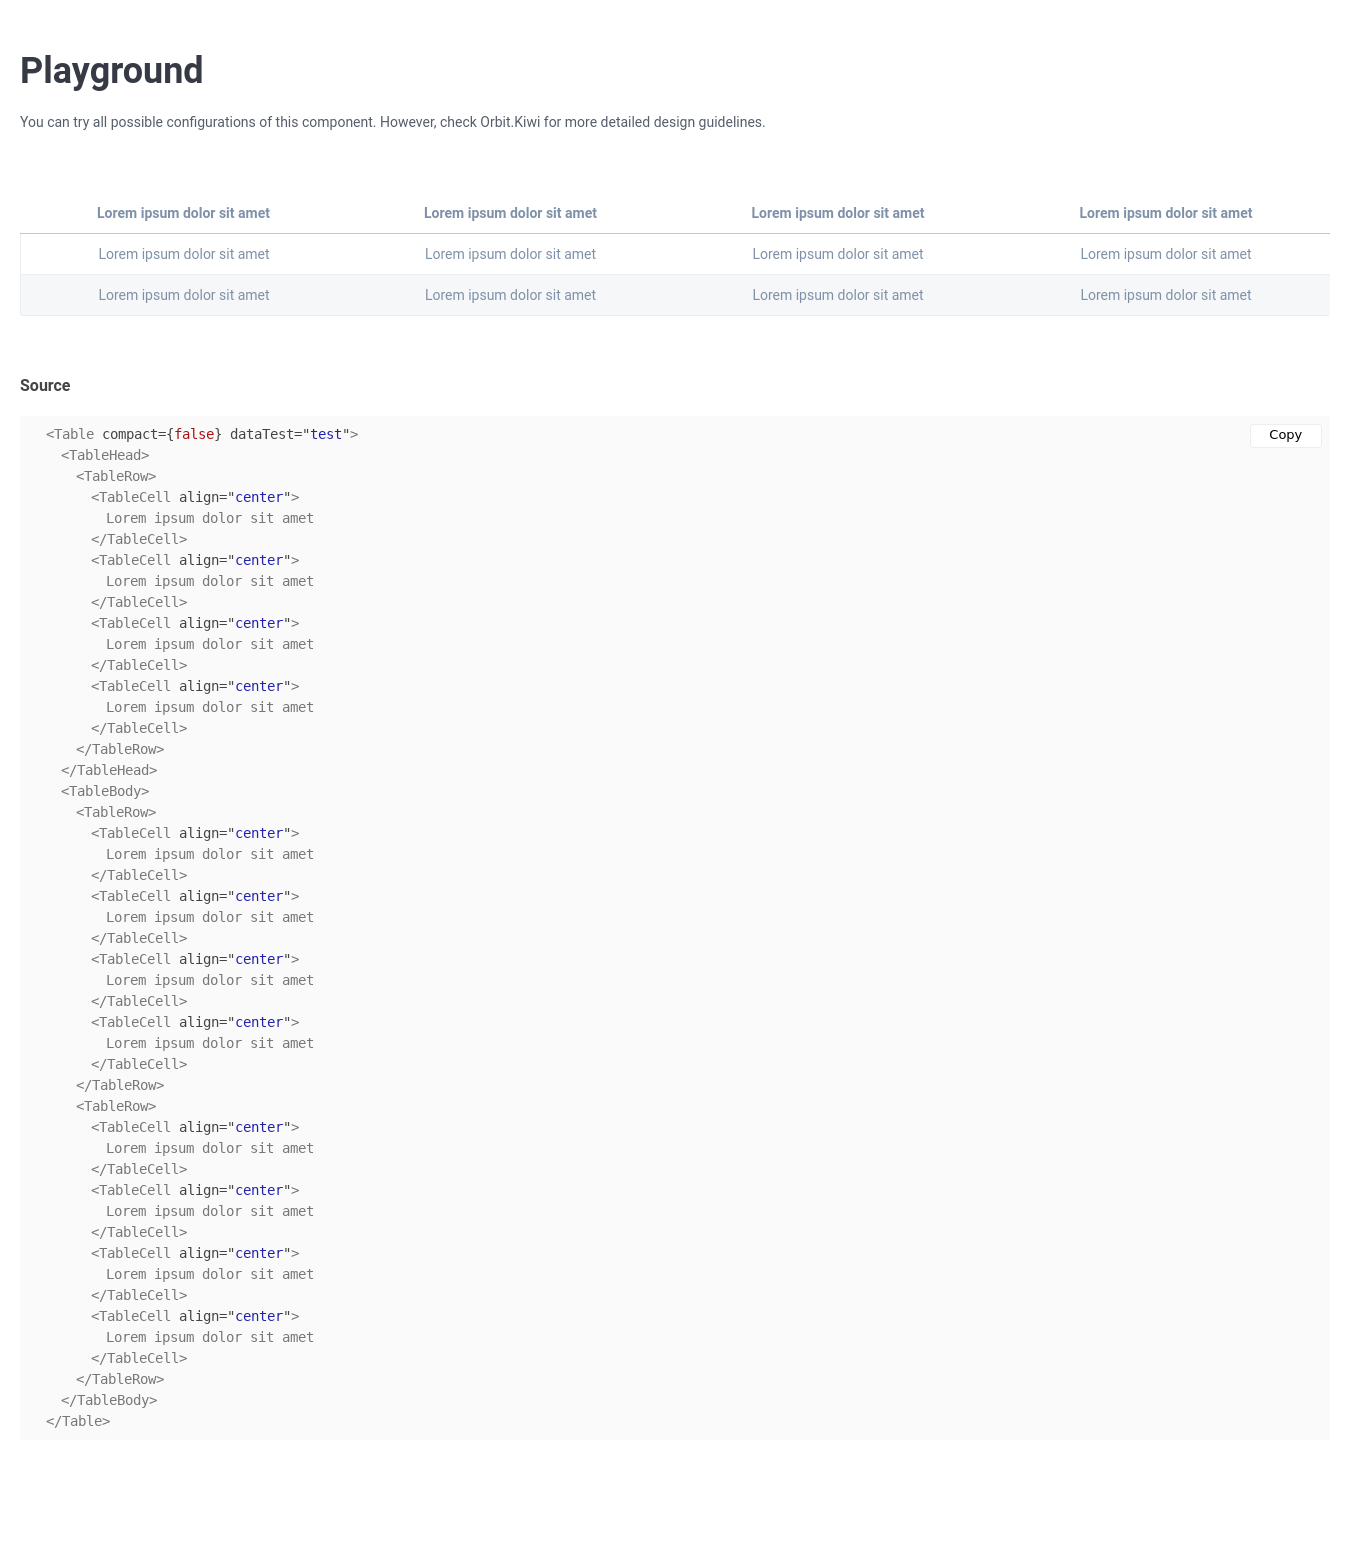 Playground
You can try all possible configurations of this component. However, check Orbit.Kiwi for more detailed design guidelines.
Lorem ipsum dolor sit amet Lorem ipsum dolor sit amet Lorem ipsum dolor sit amet Lorem ipsum dolor sit amet
Lorem ipsum dolor sit amet Lorem ipsum dolor sit amet Lorem ipsum dolor sit amet Lorem ipsum dolor sit amet
Lorem ipsum dolor sit amet Lorem ipsum dolor sit amet Lorem ipsum dolor sit amet Lorem ipsum dolor sit amet
Source
Copy
<Table compact={false} dataTest="test">
<TableHead>
<TableRow>
<TableCell align="center">
Lorem ipsum dolor sit amet
</TableCell>
<TableCell align="center">
Lorem ipsum dolor sit amet
</TableCell>
<TableCell align="center">
Lorem ipsum dolor sit amet
</TableCell>
<TableCell align="center">
Lorem ipsum dolor sit amet
</TableCell>
</TableRow>
</TableHead>
<TableBody>
<TableRow>
<TableCell align="center">
Lorem ipsum dolor sit amet
</TableCell>
<TableCell align="center">
Lorem ipsum dolor sit amet
</TableCell>
<TableCell align="center">
Lorem ipsum dolor sit amet
</TableCell>
<TableCell align="center">
Lorem ipsum dolor sit amet
</TableCell>
</TableRow>
<TableRow>
<TableCell align="center">
Lorem ipsum dolor sit amet
</TableCell>
<TableCell align="center">
Lorem ipsum dolor sit amet
</TableCell>
<TableCell align="center">
Lorem ipsum dolor sit amet
</TableCell>
<TableCell align="center">
Lorem ipsum dolor sit amet
</TableCell>
</TableRow>
</TableBody>
</Table>